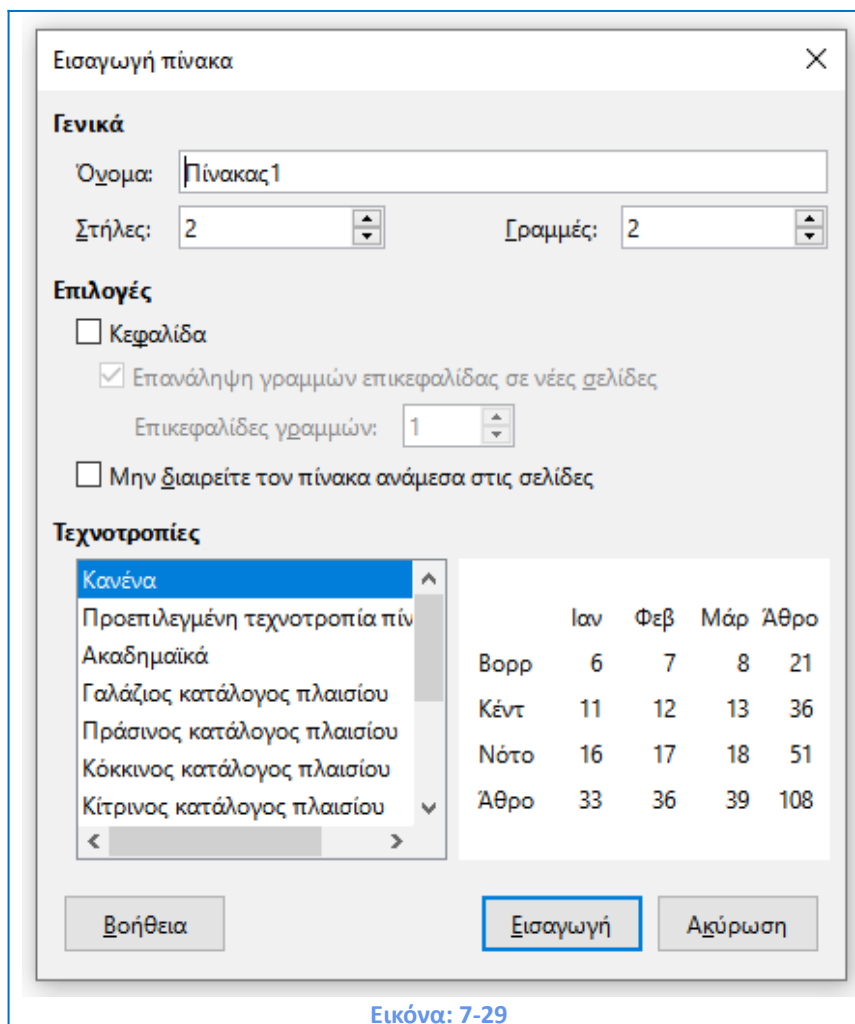 Εισαγωγή πίνακα
Γενικά
Όνομα: Πίνακας1
Στήλες: 2 Γραμμές: 2
Επιλογές
Κεφαλίδα
Επανάληψη γραμμών επικεφαλίδας σε νέες σελίδες
Επικεφαλίδες γραμμών: 1
Μην διαιρείτε τον πίνακα ανάμεσα στις σελίδες
Τεχνοτροπίες
Κανένα
Προεπιλεγμένη τεχνοτροπία πίν
Ακαδημαϊκά
Γαλάζιος κατάλογος πλαισίου
Πράσινος κατάλογος πλαισίου
Κόκκινος κατάλογος πλαισίου
Κίτρινος κατάλογος πλαισίου
Ιαν Φεβ Μάρ Άθρο
Βορρ 6 7 8 21
Κέντ 11 12 13 36
Νότο 16 17 18 51
Άθρο 33 36 39 108
Βοήθεια Εισαγωγή Ακύρωση
Εικόνα: 7-29